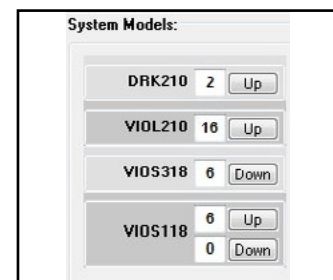 System Models:
DRK210 2 Up
VIOL210 16 Up
VIOS318 6 Down
VIOS118 6 Up
0 Down